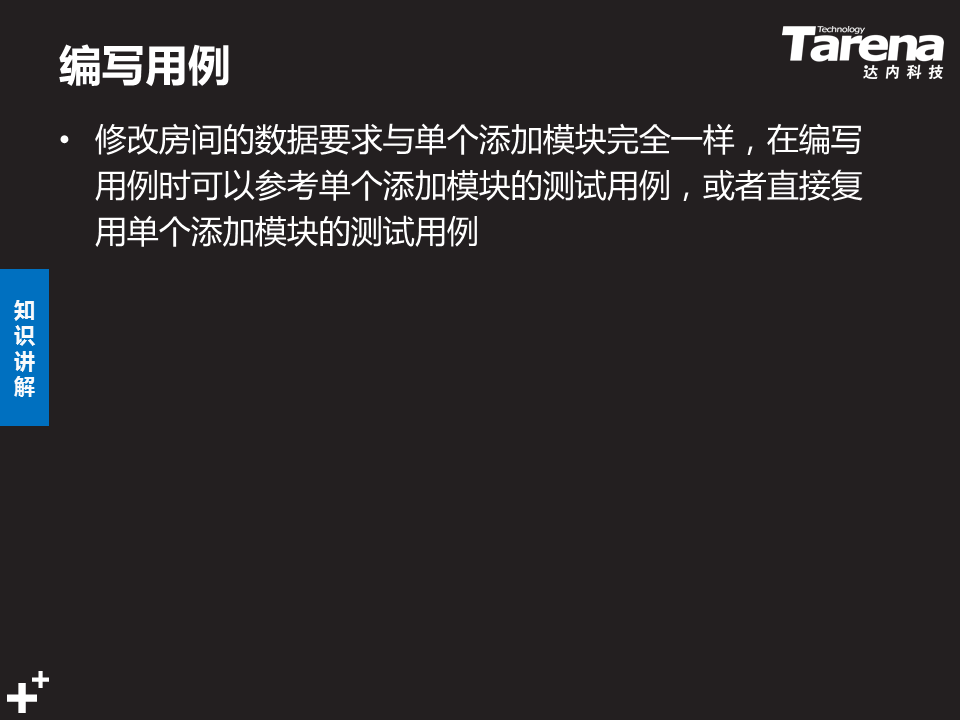 编写用例
Technology
Tarena
达内科技
• 修改房间的数据要求与单个添加模块完全一样，在编写
用例时可以参考单个添加模块的测试用例，或者直接复
用单个添加模块的测试用例
知
识
讲
解